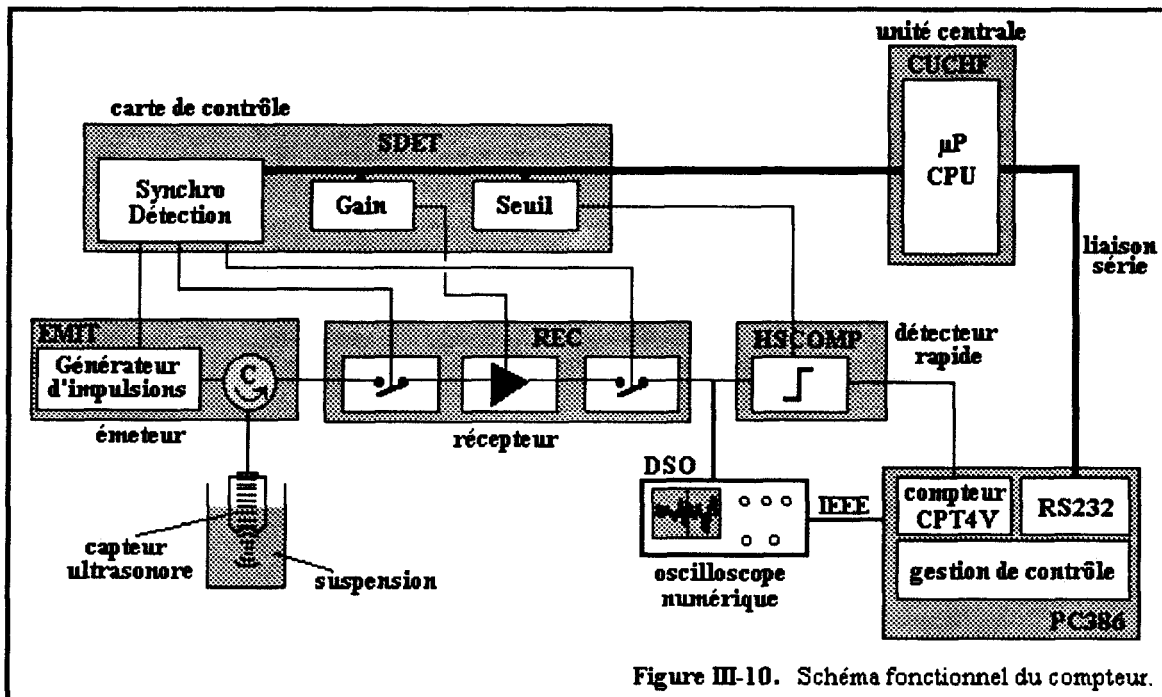 unité centrale
CUCHF
µP
CPU
carte de contrôle
SDET
Synchro
Détection
Gain
Seuil
liaison
série
EMIT
Générateur
d'impulsions
C
émeteur
REC
récepteur
HSCOMP
détecteur
rapide
capteur
ultrasonore
suspension
DSO
IEEE
oscilloscope
numérique
compteur
CPT4V
RS232
gestion de contrôle
PC386
Figure III-10. Schéma fonctionnel du compteur.